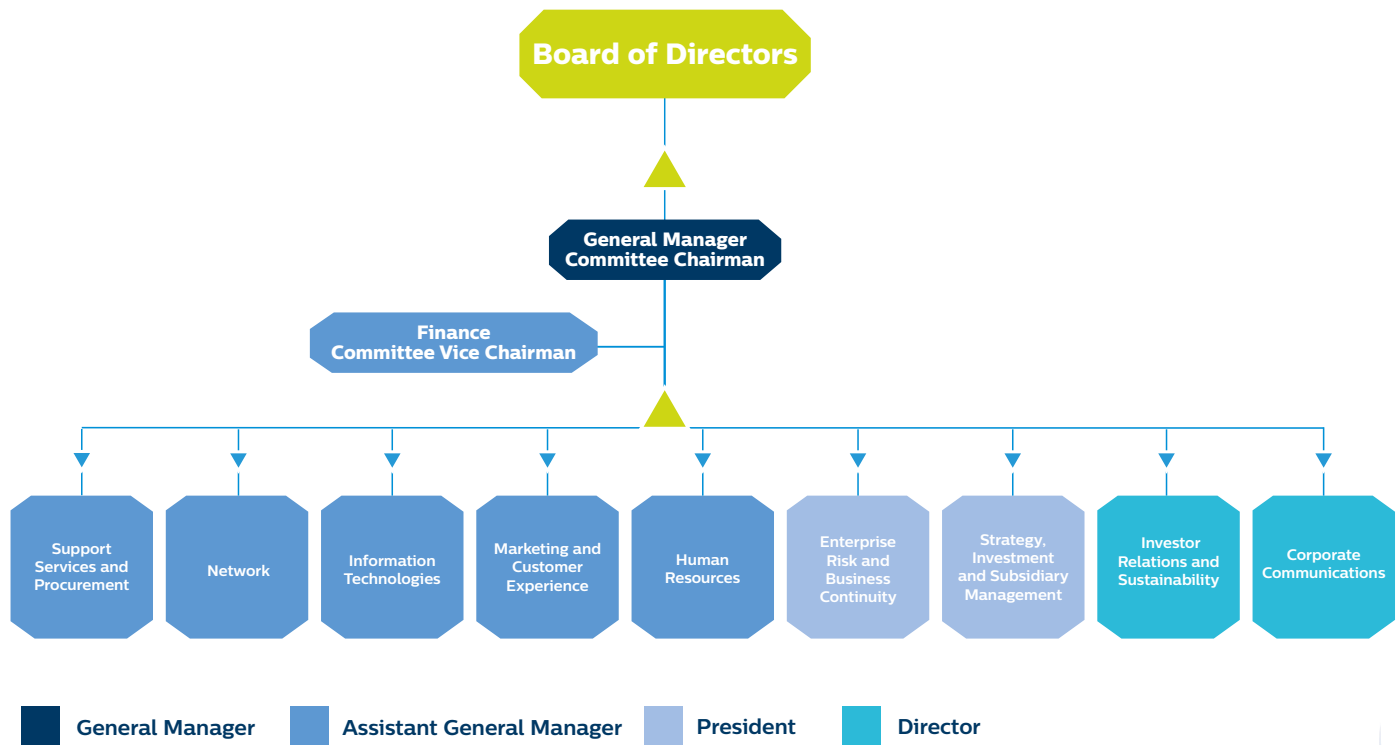 Board of Directors
General Manager
Committee Chairman
Finance
Committee Vice Chairman
Support
Services and
Procurement
Network
Information
Technologies
Marketing and
Customer
Experience
Human
Resources
Enterprise
Risk and
Business
Continuity
Strategy,
Investment
and Subsidiary
Management
Investor
Relations and
Sustainability
Corporate
Communications
General Manager
Assistant General Manager
President
Director